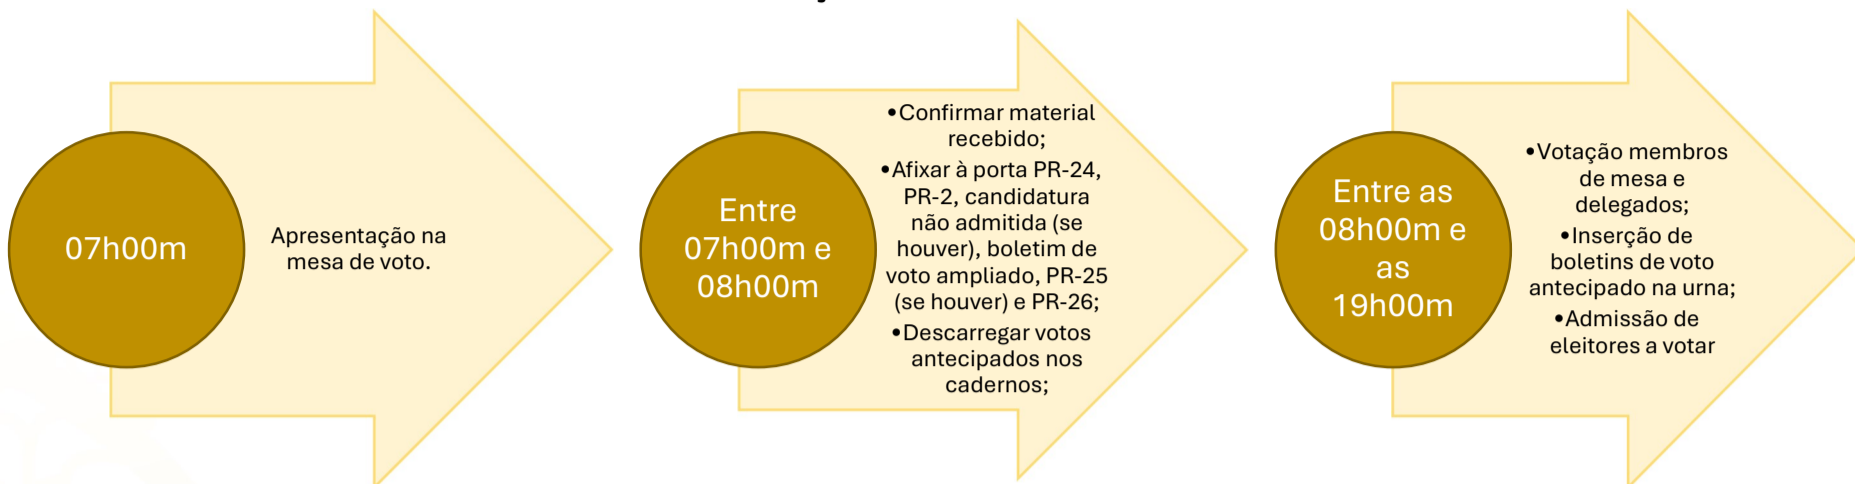 07h00m
Apresentação na
mesa de voto.
Entre
07h00m e
08h00m
•Confirmar material
recebido;
•Afixar à porta PR-24,
PR-2, candidatura
não admitida (se
houver), boletim de
voto ampliado, PR-25
(se houver) e PR-26;
•Descarregar votos
antecipados nos
cadernos;
Entre as
08h00m e
as
19h00m
•Votação membros
de mesa e
delegados;
•Inserção de
boletins de voto
antecipado na urna;
•Admissão de
eleitores a votar